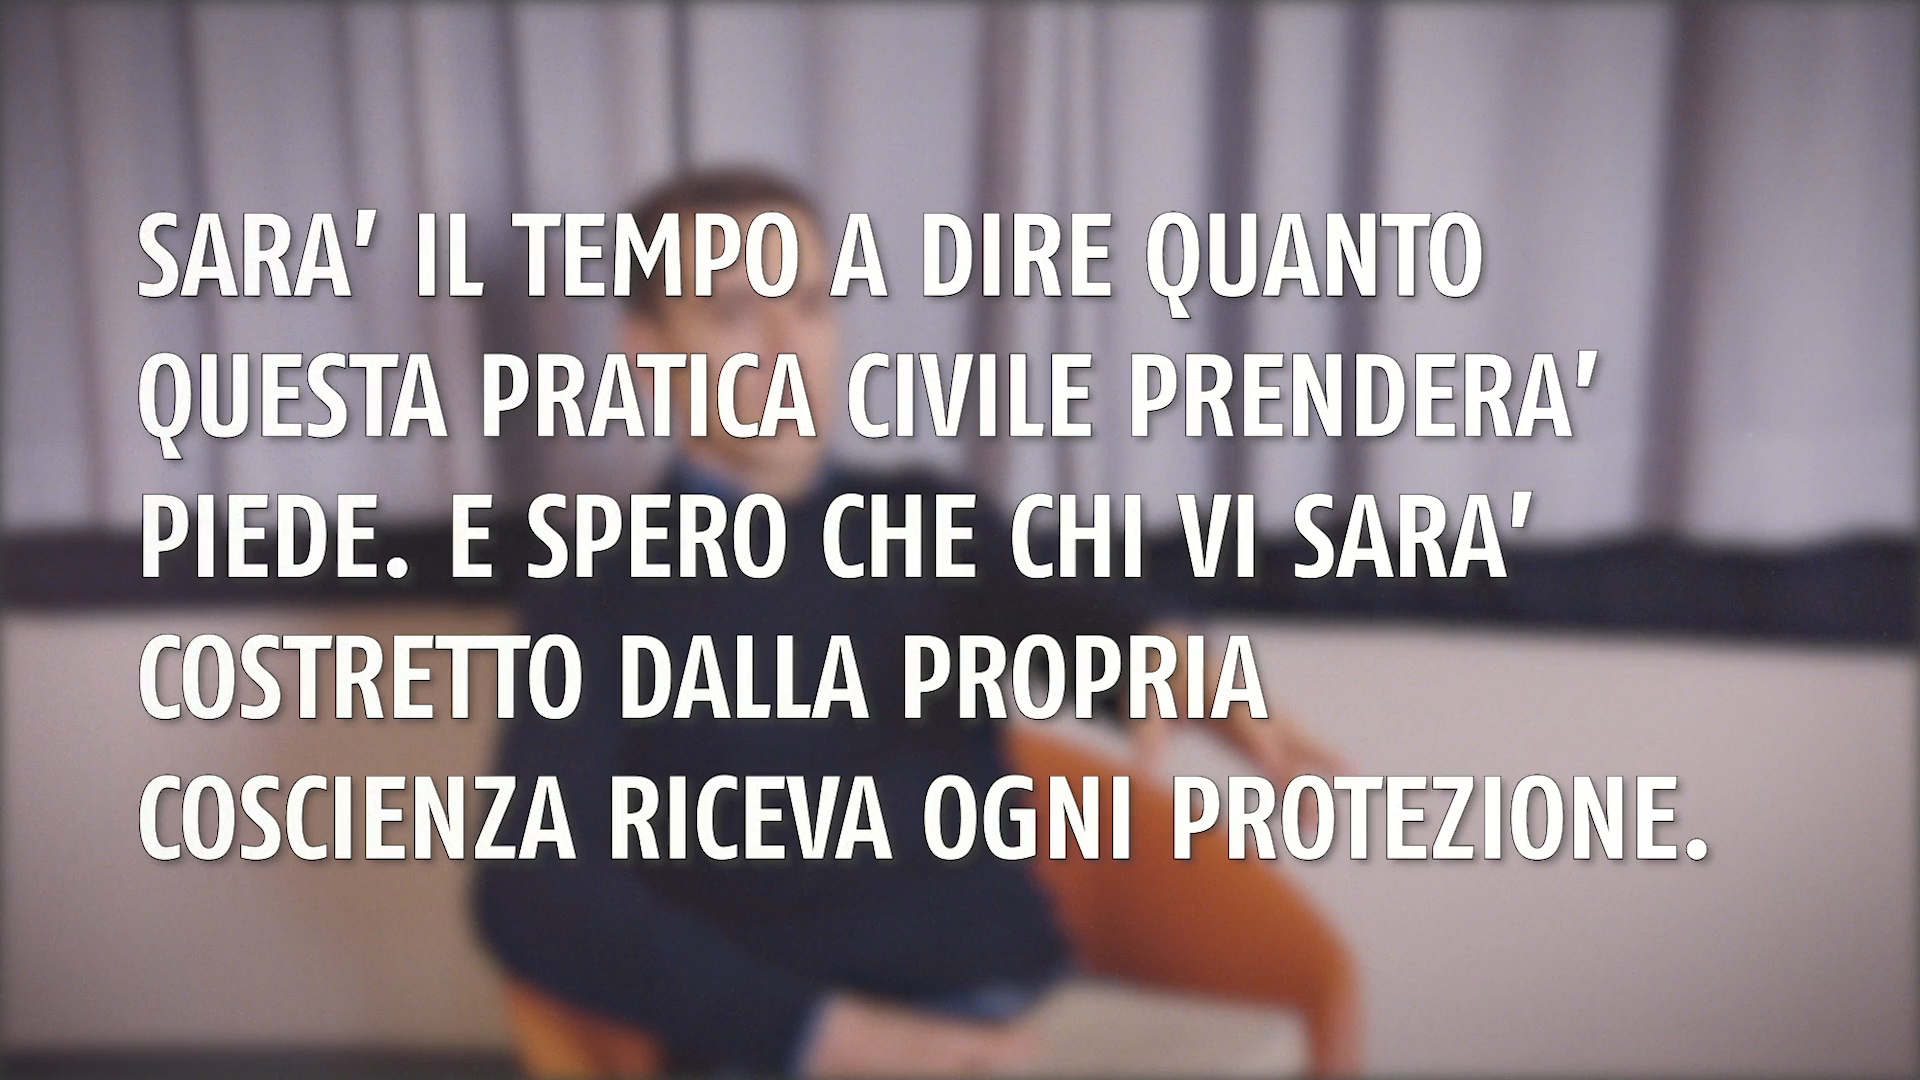 SARA’ IL TEMPO A DIRE QUANTO
QUESTA PRATICA CIVILE PRENDERA’
PIEDE. E SPERO CHE CHI VI SARA’
COSTRETTO DALLA PROPRIA
COSCIENZA RICEVA OGNI PROTEZIONE.